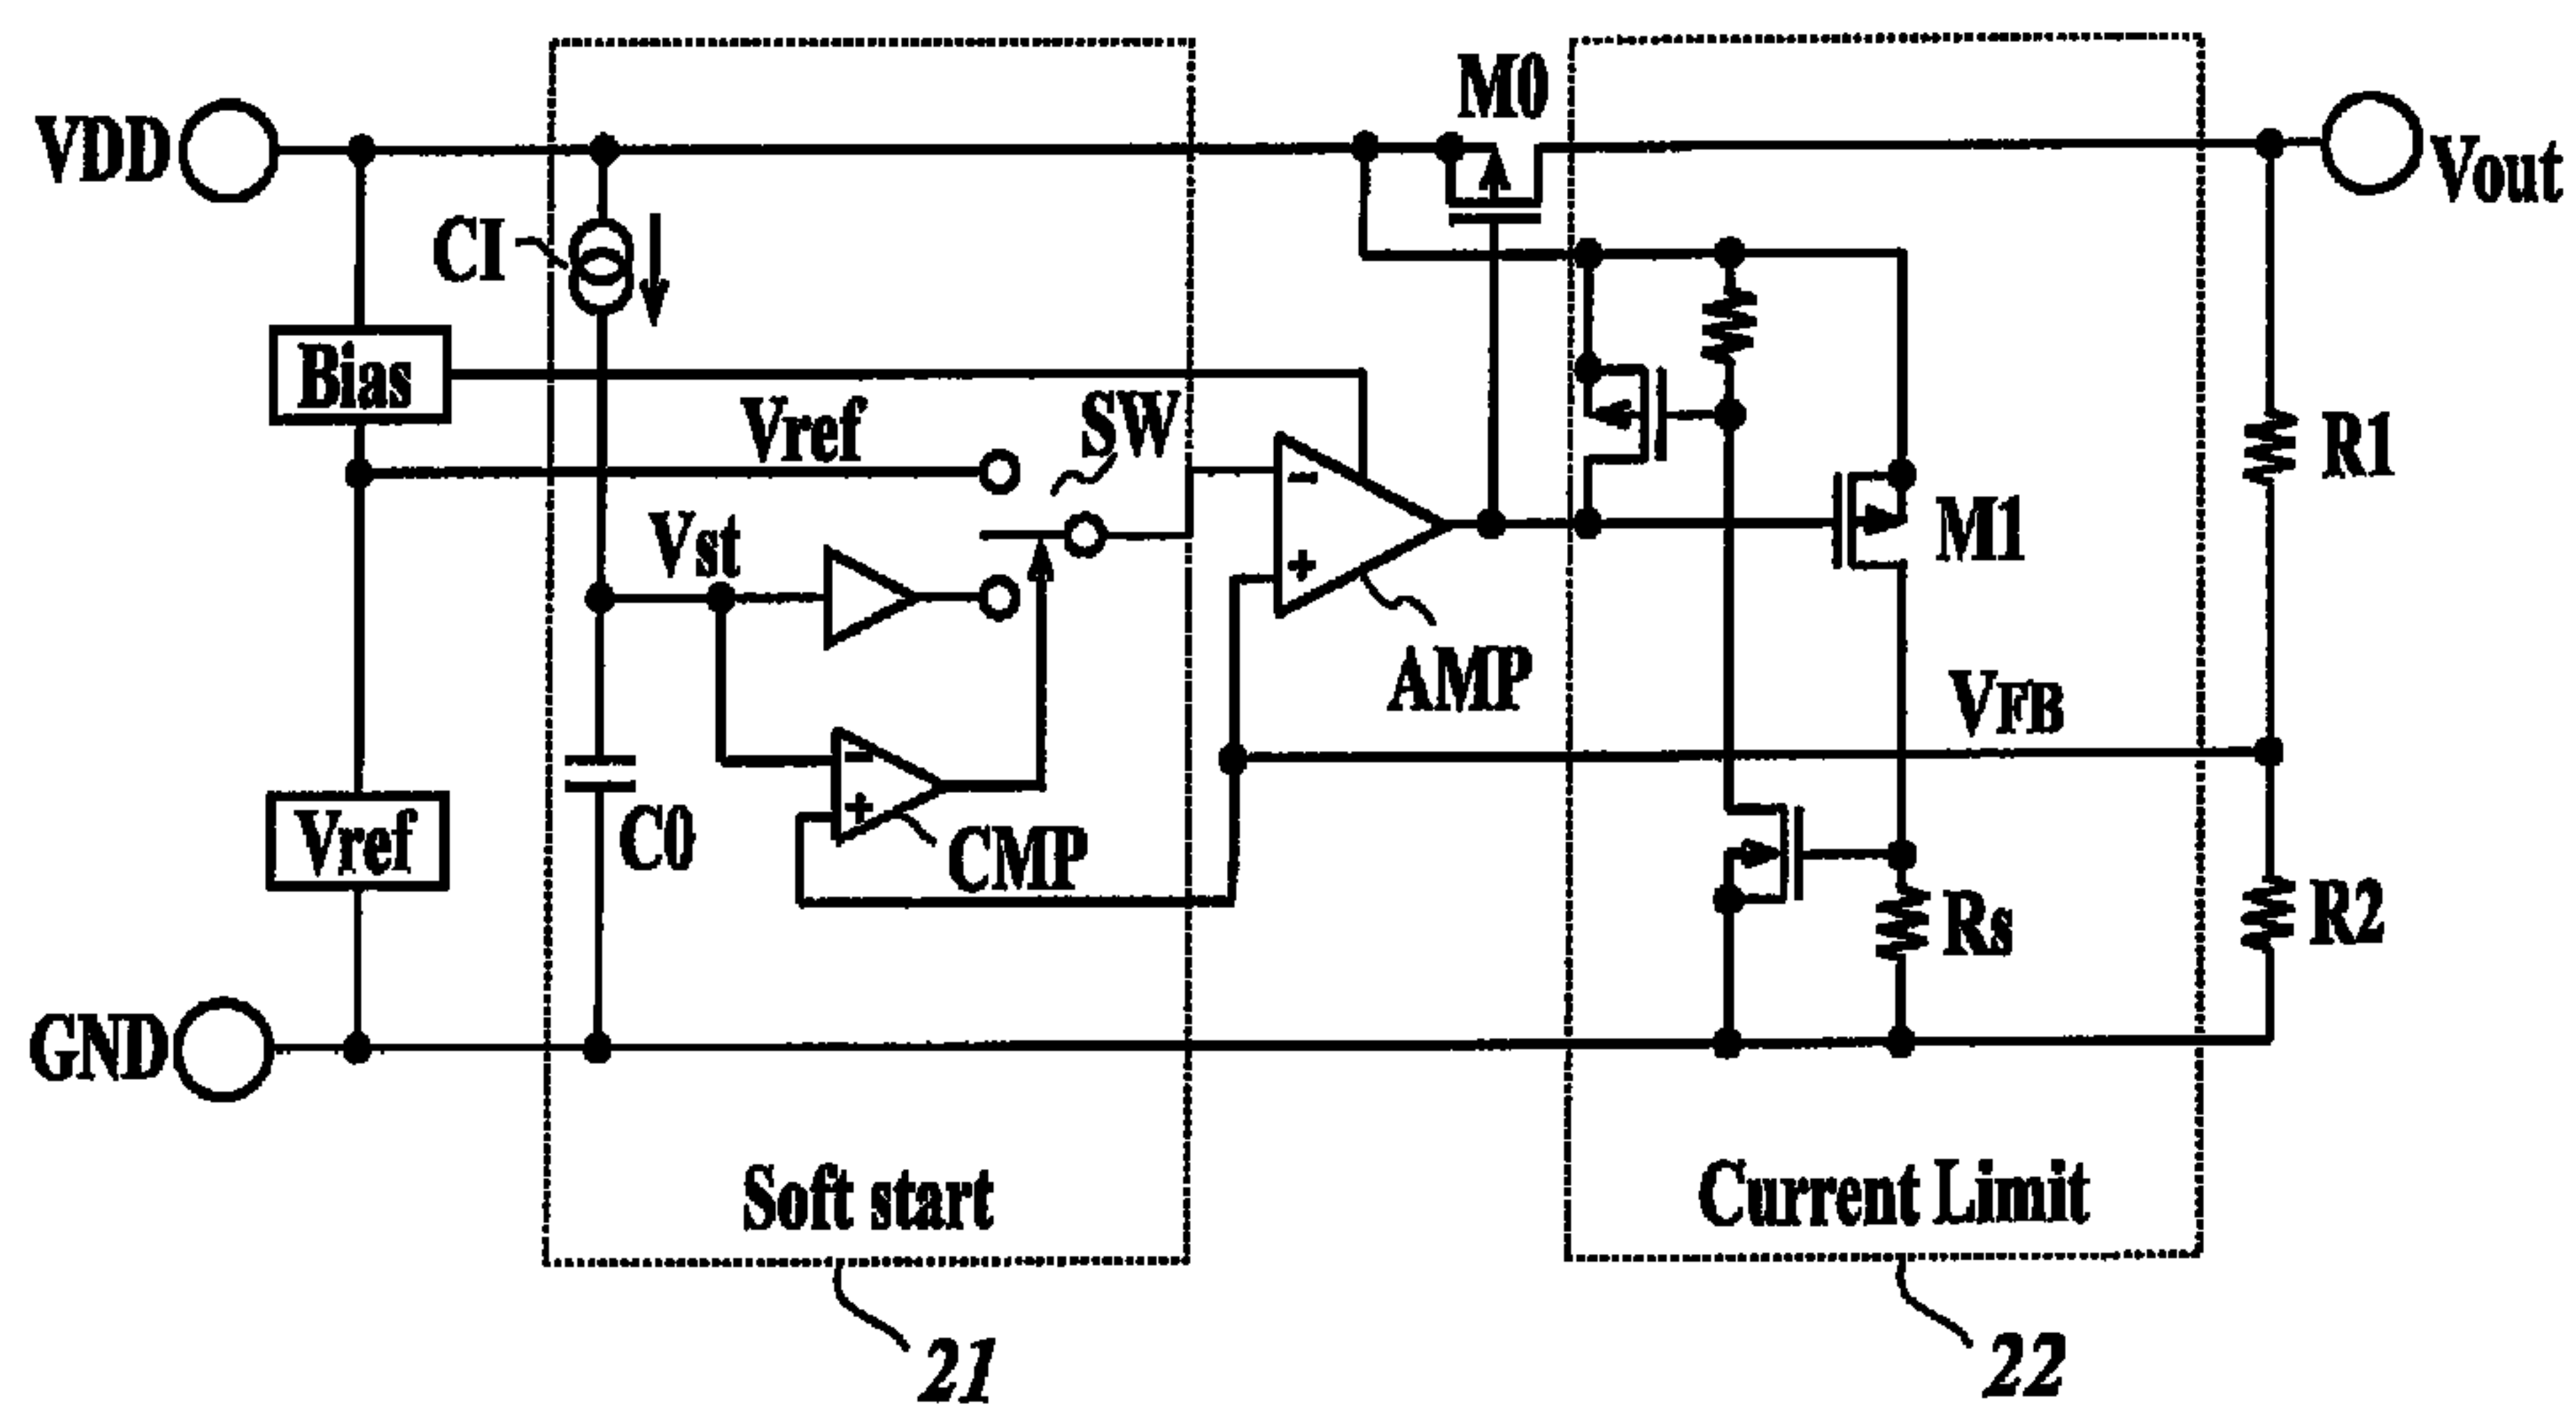 M0
VDD
Vout
CI
Bias
Vref
SW
R1
Vst
M1
−
+
AMP
VFB
−
+
Vref
C0
CMP
Rs
R2
GND
Soft start
Current Limit
21
22